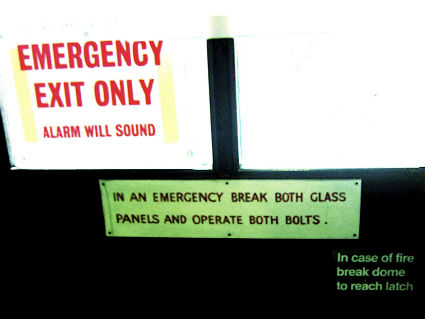 EMERGENCY
EXIT ONLY
ALARM WILL SOUND
IN AN EMERGENCY BREAK BOTH GLASS
PANELS AND OPERATE BOTH BOLTS .
In case of fire
break dome
to reach latch